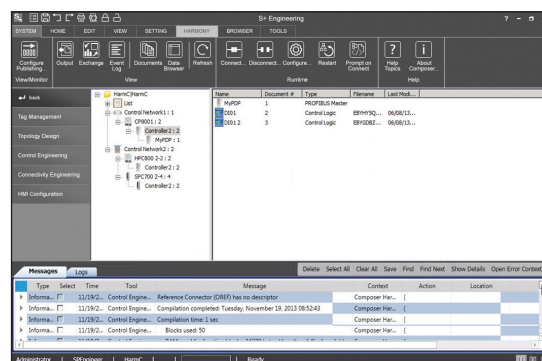 S+ Engineering
SYSTEM HOME EDIT VIEW SETTING HARMONY BROWSER TOOLS
Configure Publishing... Output Exchange Event Log Documents Data Browser Refresh Connect... Disconnect... Configure... Restart Prompt on Connect Help Topics About Composer...
View/Monitor View Runtime Help
back
Tag Management
Topology Design
Control Engineering
Connectivity Engineering
HMI Configuration
HarmC|HarmC
List
Control Network1 : 1
CP8001 : 2
Controller2 : 2
MyPDP : 1
Control Network2 : 2
HPC800 2-2 : 2
Controller2 : 2
SPC700 2-4 : 4
Controller2 : 2
Name Document # Type Filename Last Modi...
MyPDP 1 PROFIBUS Master
DI01 2 Control Logic EBYHY5Q... 06/08/13...
DI01 2 3 Control Logic EBYGDBZ... 06/08/13...
Messages Logs
Delete Select All Clear All Save Find Find Next Show Details Open Error Context
Type Select Time Tool Message Context Action Location
Informa... 11/19/2... Control Engine... Reference Connector (OREF) has no descriptor Composer Har... [
Informa... 11/19/2... Control Engine... Compilation completed: Tuesday, November 19, 2013 08:52:43 Composer Har... [
Informa... 11/19/2... Control Engine... Compilation time: 1 sec Composer Har... [
Informa... 11/19/2... Control Engine... Blocks used: 50 Composer Har... [
Administrator | SPEngineer | HarmC | | Ready